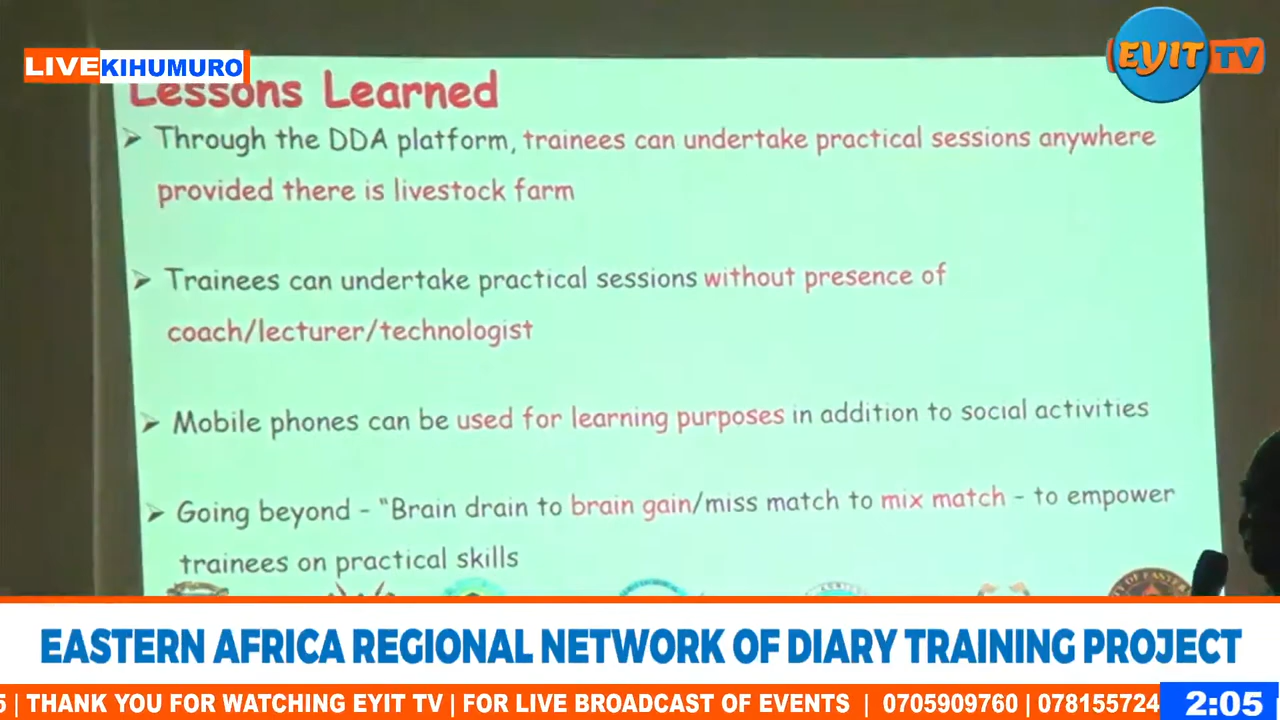 LIVE KIHUMURO
EYIT TV
Lessons Learned
➢ Through the DDA platform, trainees can undertake practical sessions anywhere
provided there is livestock farm
➢ Trainees can undertake practical sessions without presence of
coach/lecturer/technologist
➢ Mobile phones can be used for learning purposes in addition to social activities
➢ Going beyond - "Brain drain to brain gain/miss match to mix match - to empower
trainees on practical skills
EASTERN AFRICA REGIONAL NETWORK OF DIARY TRAINING PROJECT
5 | THANK YOU FOR WATCHING EYIT TV | FOR LIVE BROADCAST OF EVENTS | 0705909760 | 078155724
2:05